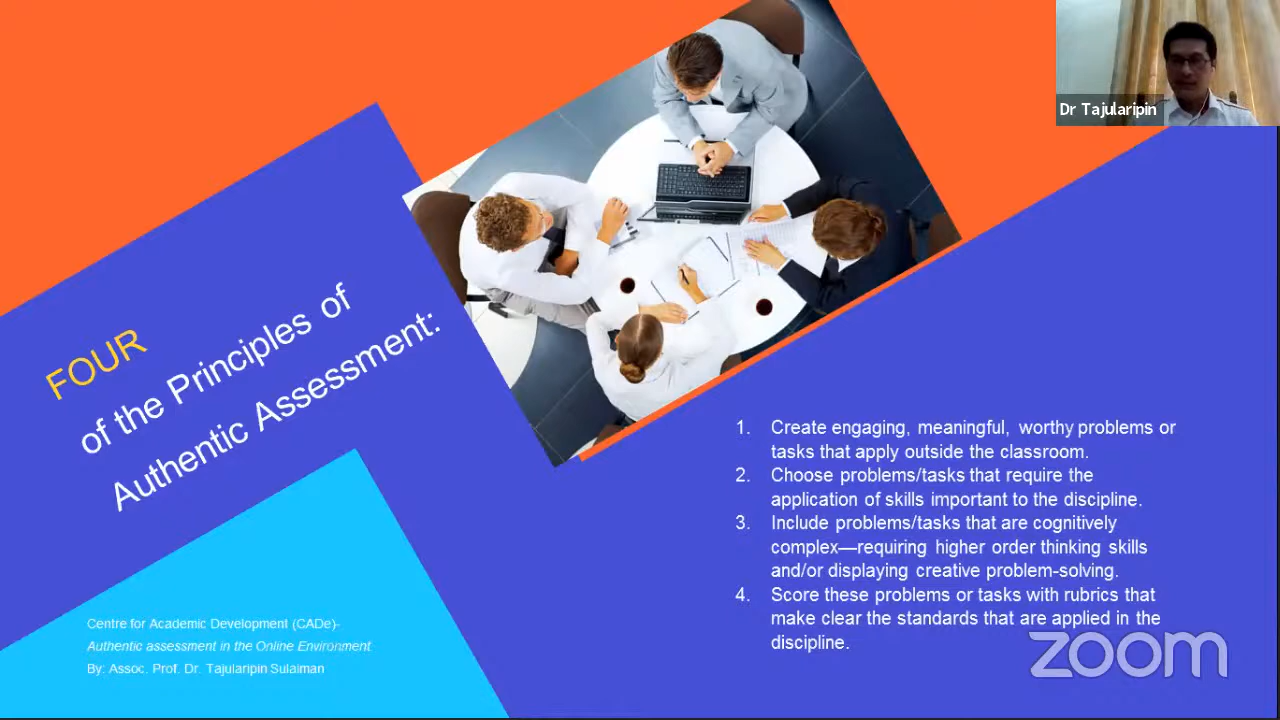 Dr Tajularipin
FOUR
of the Principles of
Authentic Assessment:
1. Create engaging, meaningful, worthy problems or
tasks that apply outside the classroom.
2. Choose problems/tasks that require the
application of skills important to the discipline.
3. Include problems/tasks that are cognitively
complex—requiring higher order thinking skills
and/or displaying creative problem-solving.
4. Score these problems or tasks with rubrics that
make clear the standards that are applied in the
discipline.
Centre for Academic Development (CADe)-
Authentic assessment in the Online Environment
By: Assoc. Prof. Dr. Tajularipin Sulaiman
zoom